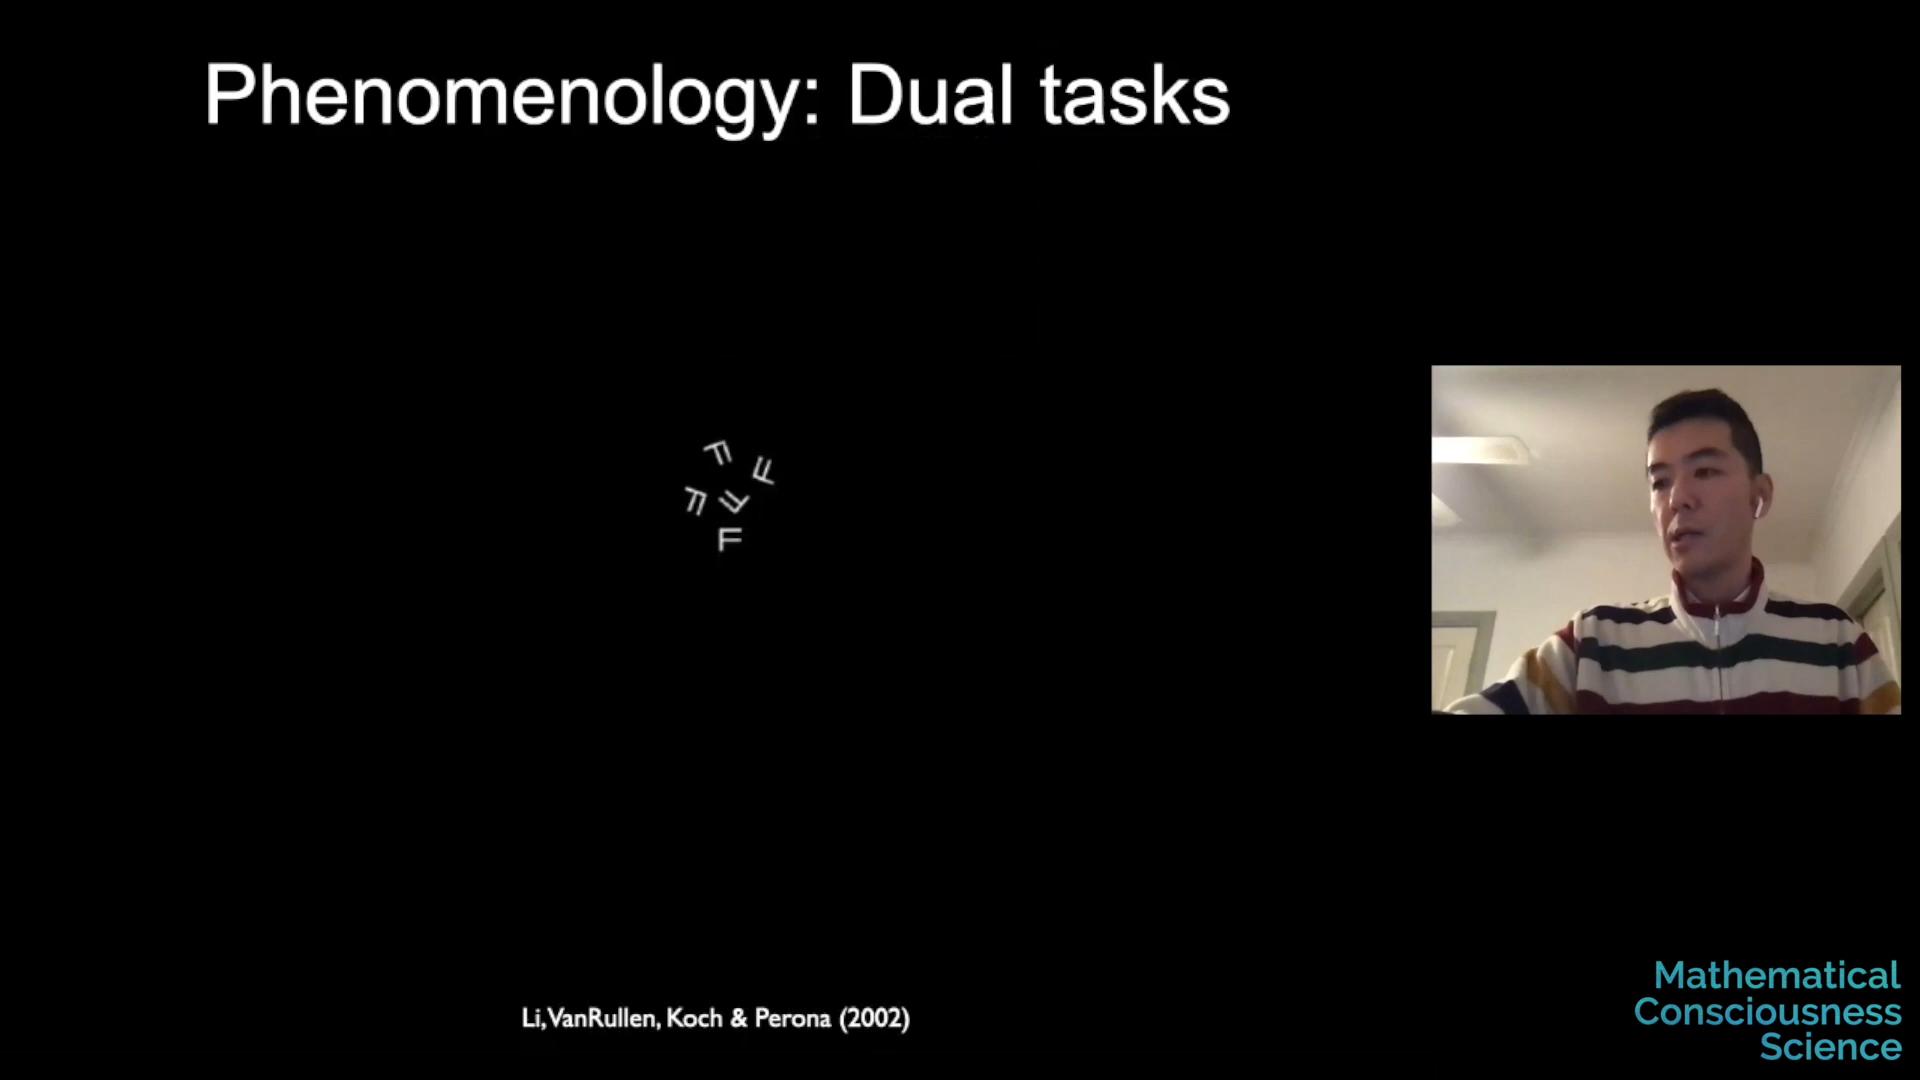 Phenomenology: Dual tasks
F
F
F F
F
Li, VanRullen, Koch & Perona (2002)
Mathematical
Consciousness
Science